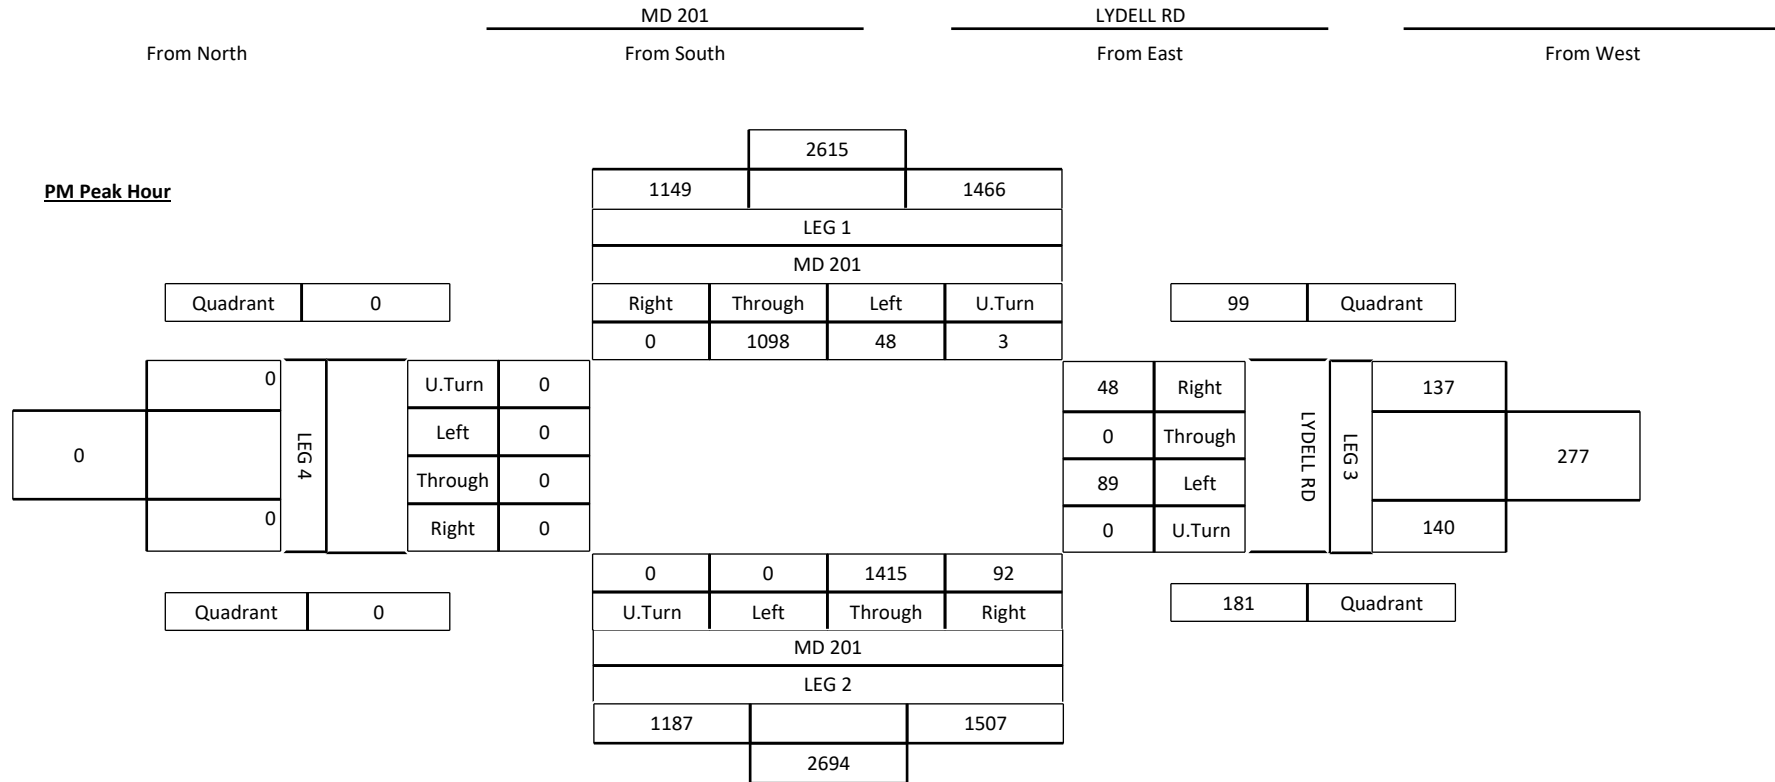 MD 201 LYDELL RD
From North From South From East From West
2615
PM Peak Hour
1149 1466
LEG 1
MD 201
Quadrant 0
Right Through Left U.Turn
99 Quadrant
0 1098 48 3
0 U.Turn 0
48 Right 137
Left 0
0 Through
0 LEG 4
LYDELL RD LEG 3 277
Through 0
89 Left
0 Right 0
0 U.Turn 140
0 0 1415 92
Quadrant 0
U.Turn Left Through Right
181 Quadrant
MD 201
LEG 2
1187 1507
2694